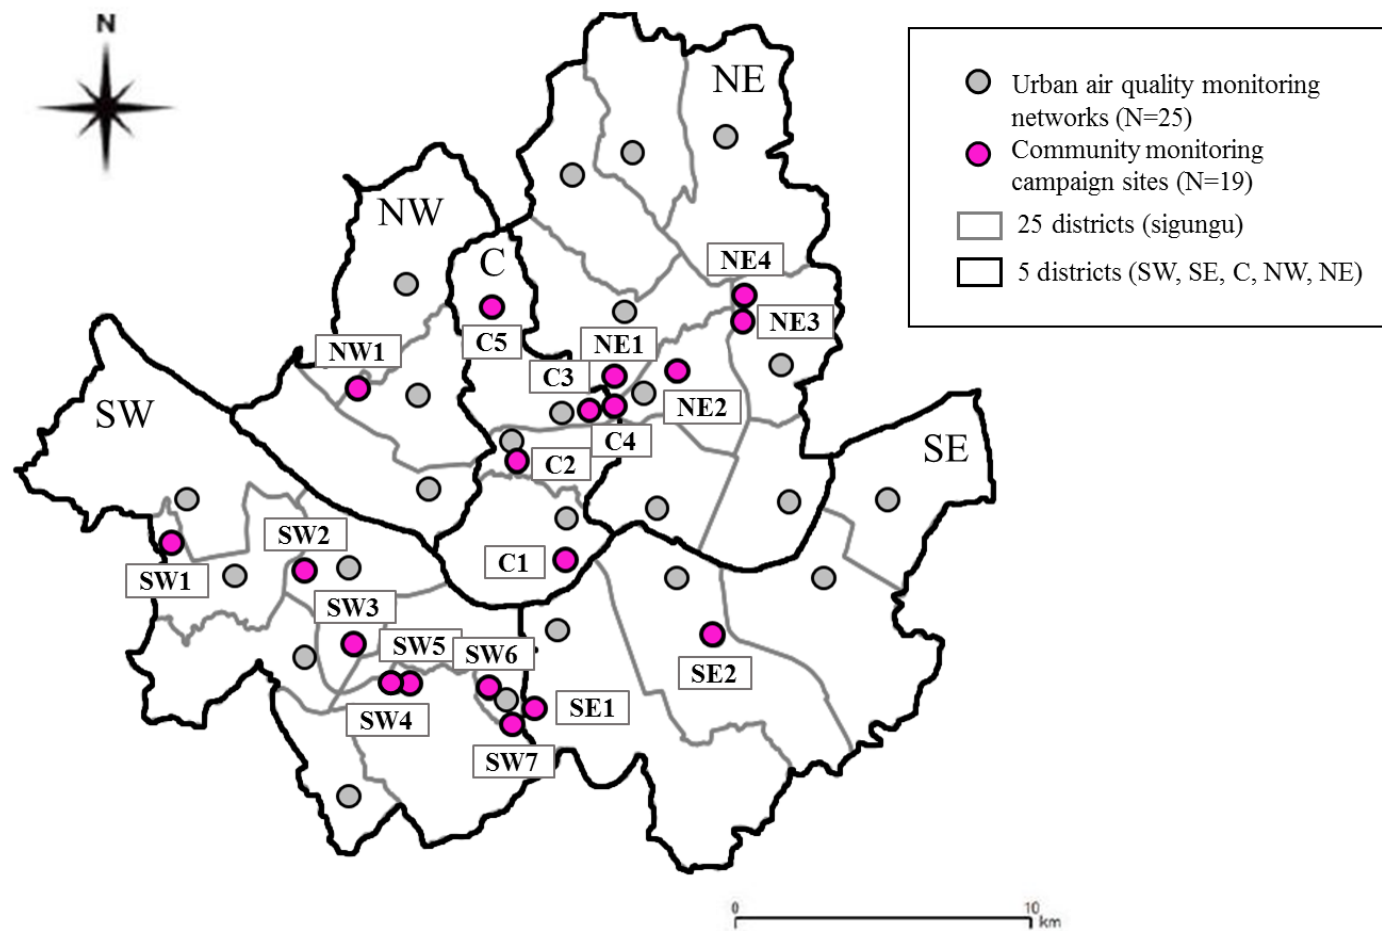 N
NE
Urban air quality monitoring
networks (N=25)
Community monitoring
campaign sites (N=19)
25 districts (sigungu)
5 districts (SW, SE, C, NW, NE)
NW
C
NE4
NE3
NW1
C5
NE1
C3
NE2
SW
C4
C2
SE
SW2
C1
SW1
SW3
SW5
SW6
SE2
SW4
SE1
SW7
0
10
km